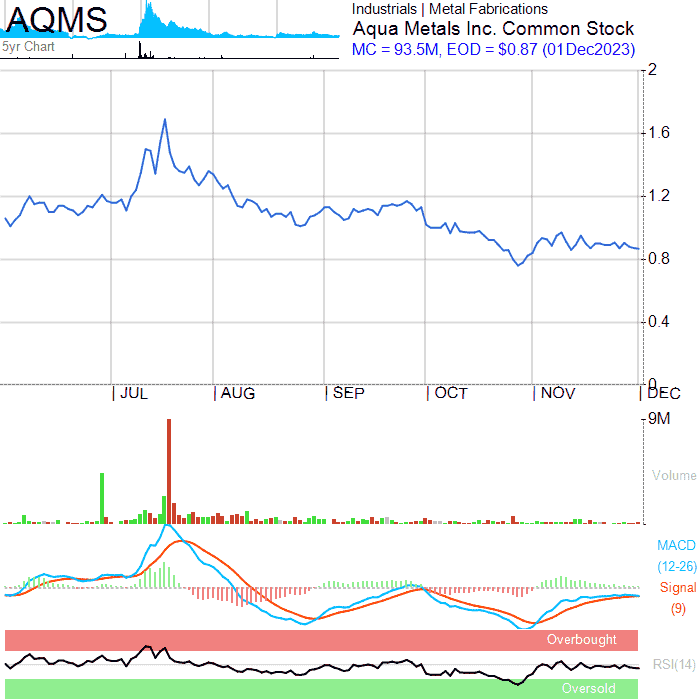 AQMS
5yr Chart
Industrials | Metal Fabrications
Aqua Metals Inc. Common Stock
MC = 93.5M, EOD = $0.87 (01Dec2023)
2
1.6
1.2
0.8
0.4
0
JUL AUG SEP OCT NOV DEC
9M
Volume
MACD
(12-26)
Signal
(9)
Overbought
RSI(14)
Oversold